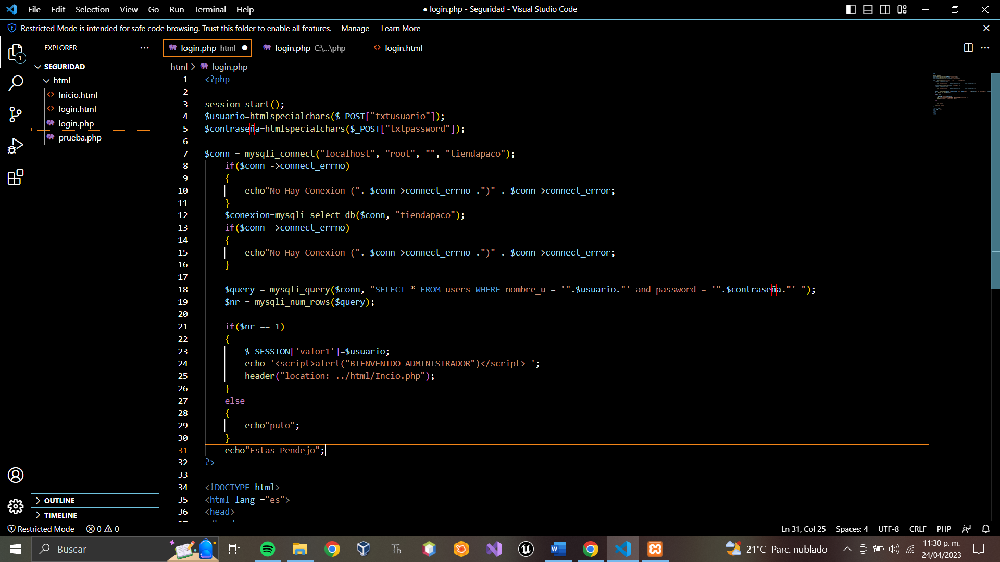 File Edit Selection View Go Run Terminal Help
● login.php - Seguridad - Visual Studio Code
Restricted Mode is intended for safe code browsing. Trust this folder to enable all features. Manage Learn More
EXPLORER
SEGURIDAD
html
Inicio.html
login.html
login.php
prueba.php
OUTLINE
TIMELINE
login.php html
login.php C:\...\php
login.html
html > login.php
1 <?php
2
3 session_start();
4 $usuario=htmlspecialchars($_POST["txtusuario"]);
5 $contraseña=htmlspecialchars($_POST["txtpassword"]);
6
7 $conn = mysqli_connect("localhost", "root", "", "tiendapaco");
8 if($conn ->connect_errno)
9 {
10 echo"No Hay Conexion (". $conn->connect_errno .")" . $conn->connect_error;
11 }
12 $conexion=mysqli_select_db($conn, "tiendapaco");
13 if($conn ->connect_errno)
14 {
15 echo"No Hay Conexion (". $conn->connect_errno .")" . $conn->connect_error;
16 }
17
18 $query = mysqli_query($conn, "SELECT * FROM users WHERE nombre_u = '".$usuario."' and password = '".$contraseña."' ");
19 $nr = mysqli_num_rows($query);
20
21 if($nr == 1)
22 {
23 $_SESSION['valor1']=$usuario;
24 echo '<script>alert("BIENVENIDO ADMINISTRADOR")</script> ';
25 header("location: ../html/Incio.php");
26 }
27 else
28 {
29 echo"puto";
30 }
31 echo"Estas Pendejo";
32 ?>
33
34 <!DOCTYPE html>
35 <html lang ="es">
36 <head>
Restricted Mode 0 0
Ln 31, Col 25 Spaces: 4 UTF-8 CRLF PHP
Buscar
21°C Parc. nublado
11:30 p. m.
24/04/2023